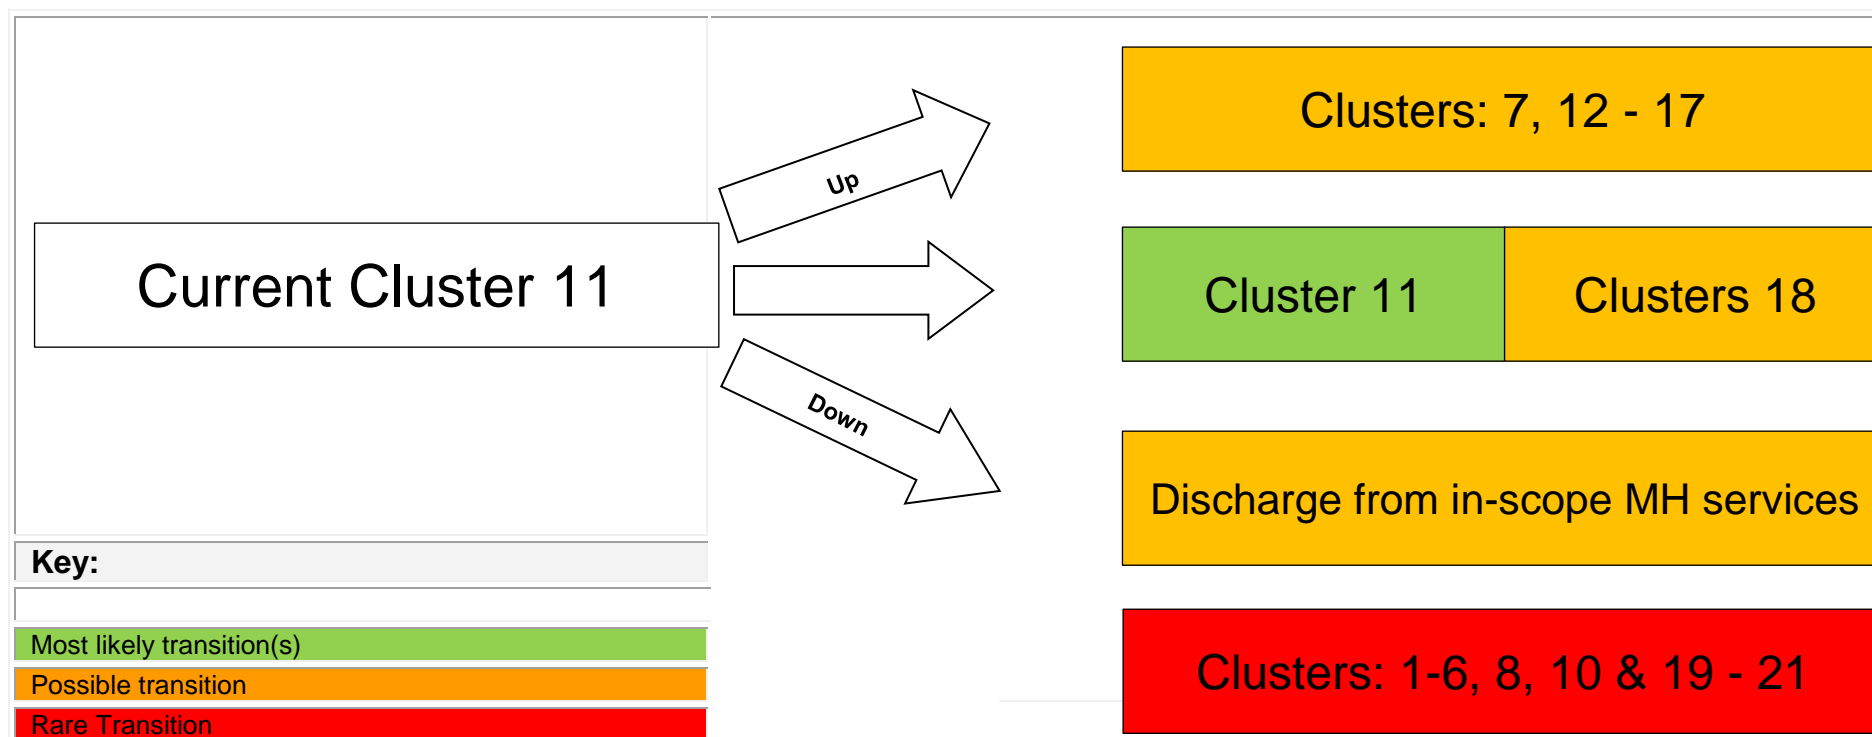 Clusters: 7, 12 - 17
Up
Current Cluster 11
Cluster 11
Clusters 18
Down
Discharge from in-scope MH services
Key:
Most likely transition(s)
Possible transition
Rare Transition
Clusters: 1-6, 8, 10 & 19 - 21